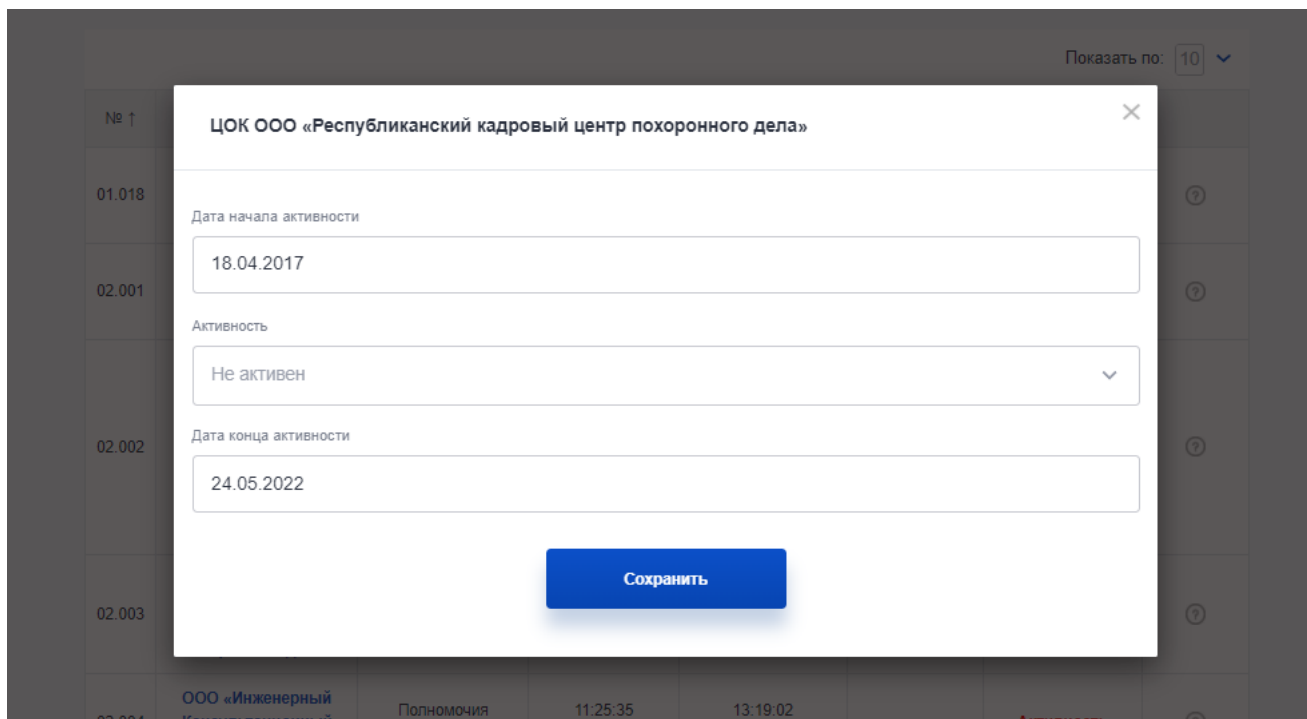 Показать по: 10
№ ↑
ЦОК ООО «Республиканский кадровый центр похоронного дела»
01.018
Дата начала активности
18.04.2017
02.001
Активность
Не активен
Дата конца активности
02.002
24.05.2022
Сохранить
02.003
ООО «Инженерный
Полномочия 11:25:35 13:19:02